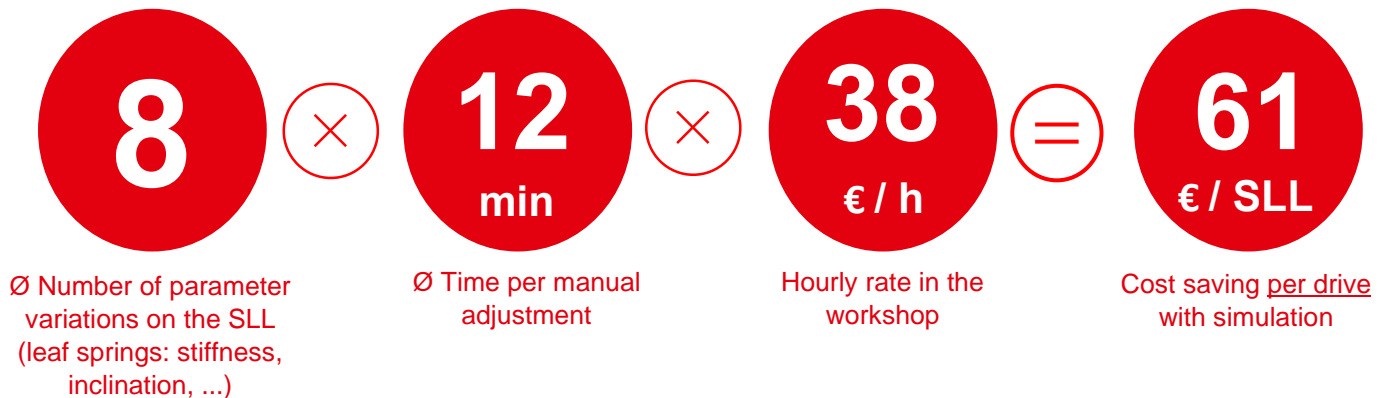 8
×
12
min
×
38
€ / h
=
61
€ / SLL
Ø Number of parameter
variations on the SLL
(leaf springs: stiffness,
inclination, ...)
Ø Time per manual
adjustment
Hourly rate in the
workshop
Cost saving per drive
with simulation